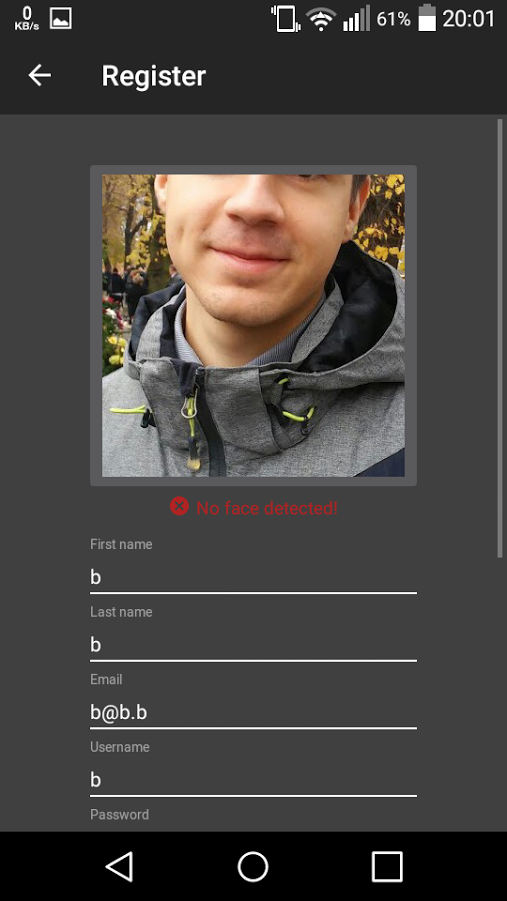 0
KB/s
61%
20:01
Register
No face detected!
First name
b
Last name
b
Email
b@b.b
Username
b
Password